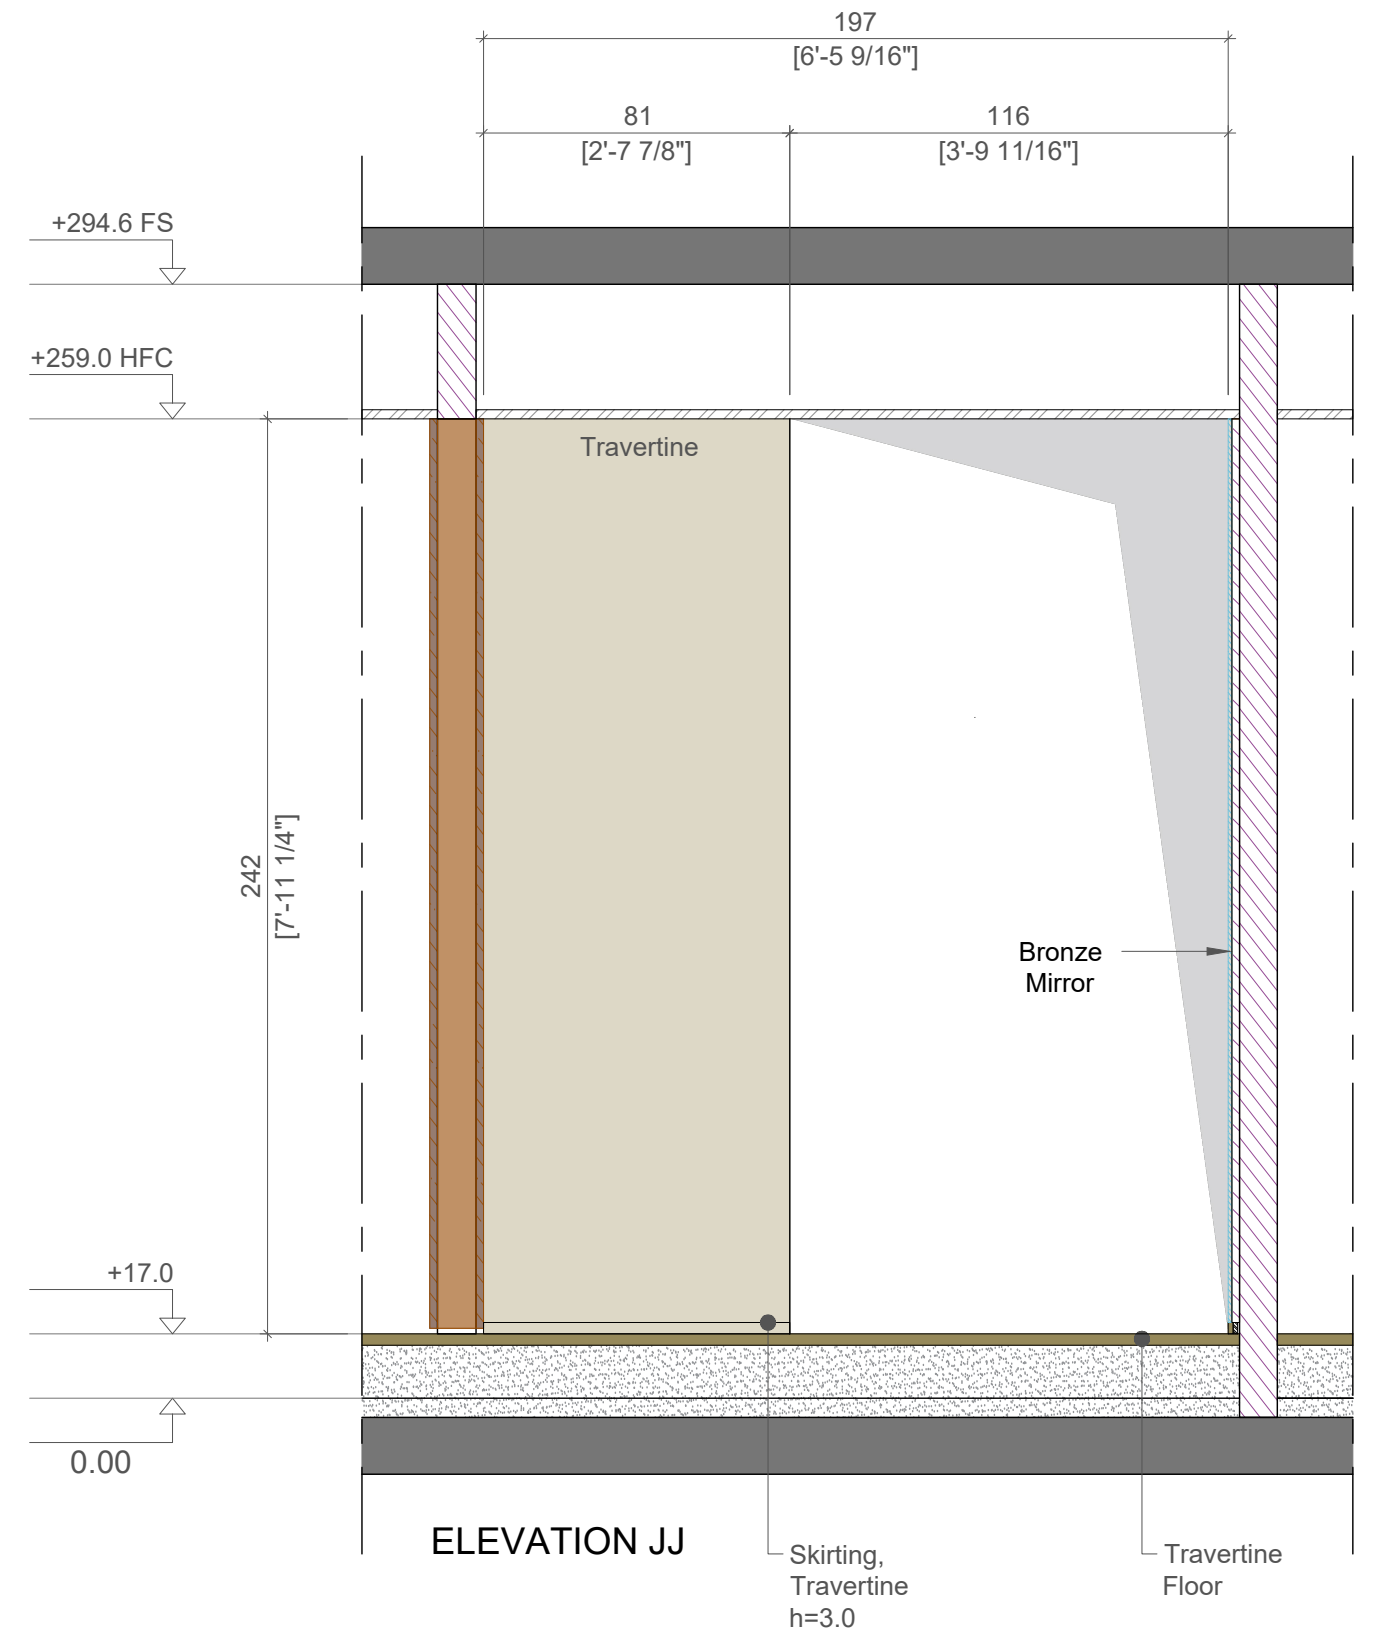 197
[6'-5 9/16"]
81
[2'-7 7/8"]
116
[3'-9 11/16"]
+294.6 FS
+259.0 HFC
Travertine
242
[7'-11 1/4"]
Bronze
Mirror
+17.0
0.00
ELEVATION JJ
Skirting,
Travertine
h=3.0
Travertine
Floor